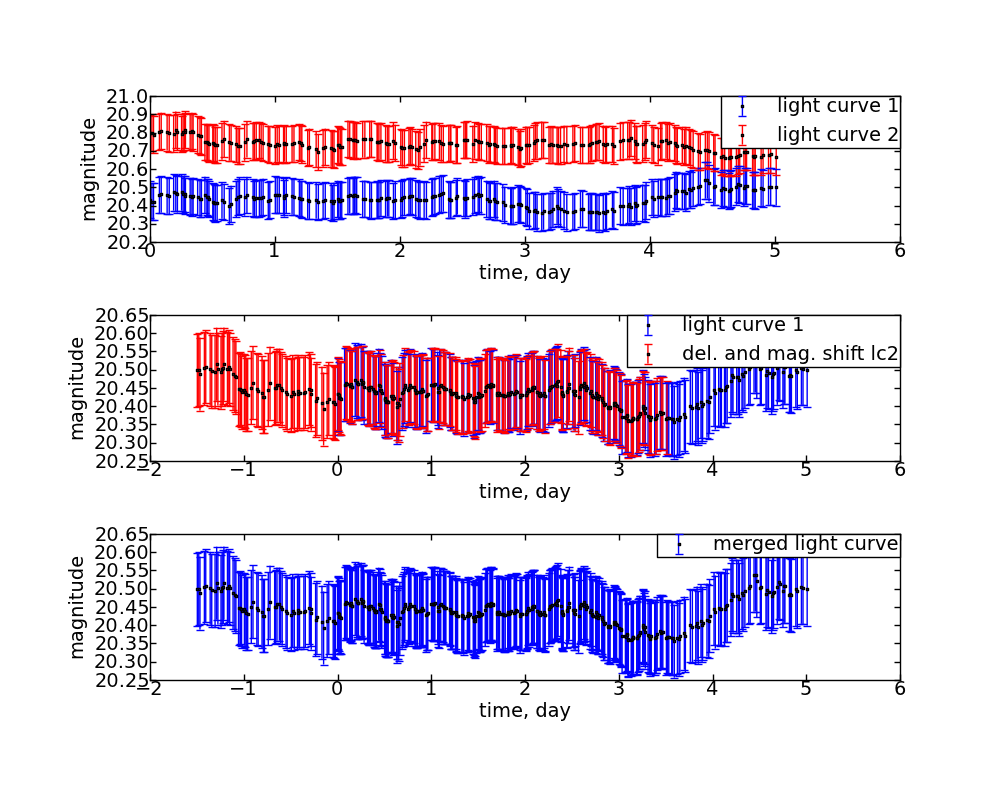 21.0
20.9
20.8
20.7
20.6
20.5
20.4
20.3
20.2
magnitude
light curve 1
light curve 2
0 1 2 3 4 5 6
time, day
20.65
20.60
20.55
20.50
20.45
20.40
20.35
20.30
20.25
magnitude
light curve 1
del. and mag. shift lc2
−2 −1 0 1 2 3 4 5 6
time, day
20.65
20.60
20.55
20.50
20.45
20.40
20.35
20.30
20.25
magnitude
merged light curve
−2 −1 0 1 2 3 4 5 6
time, day